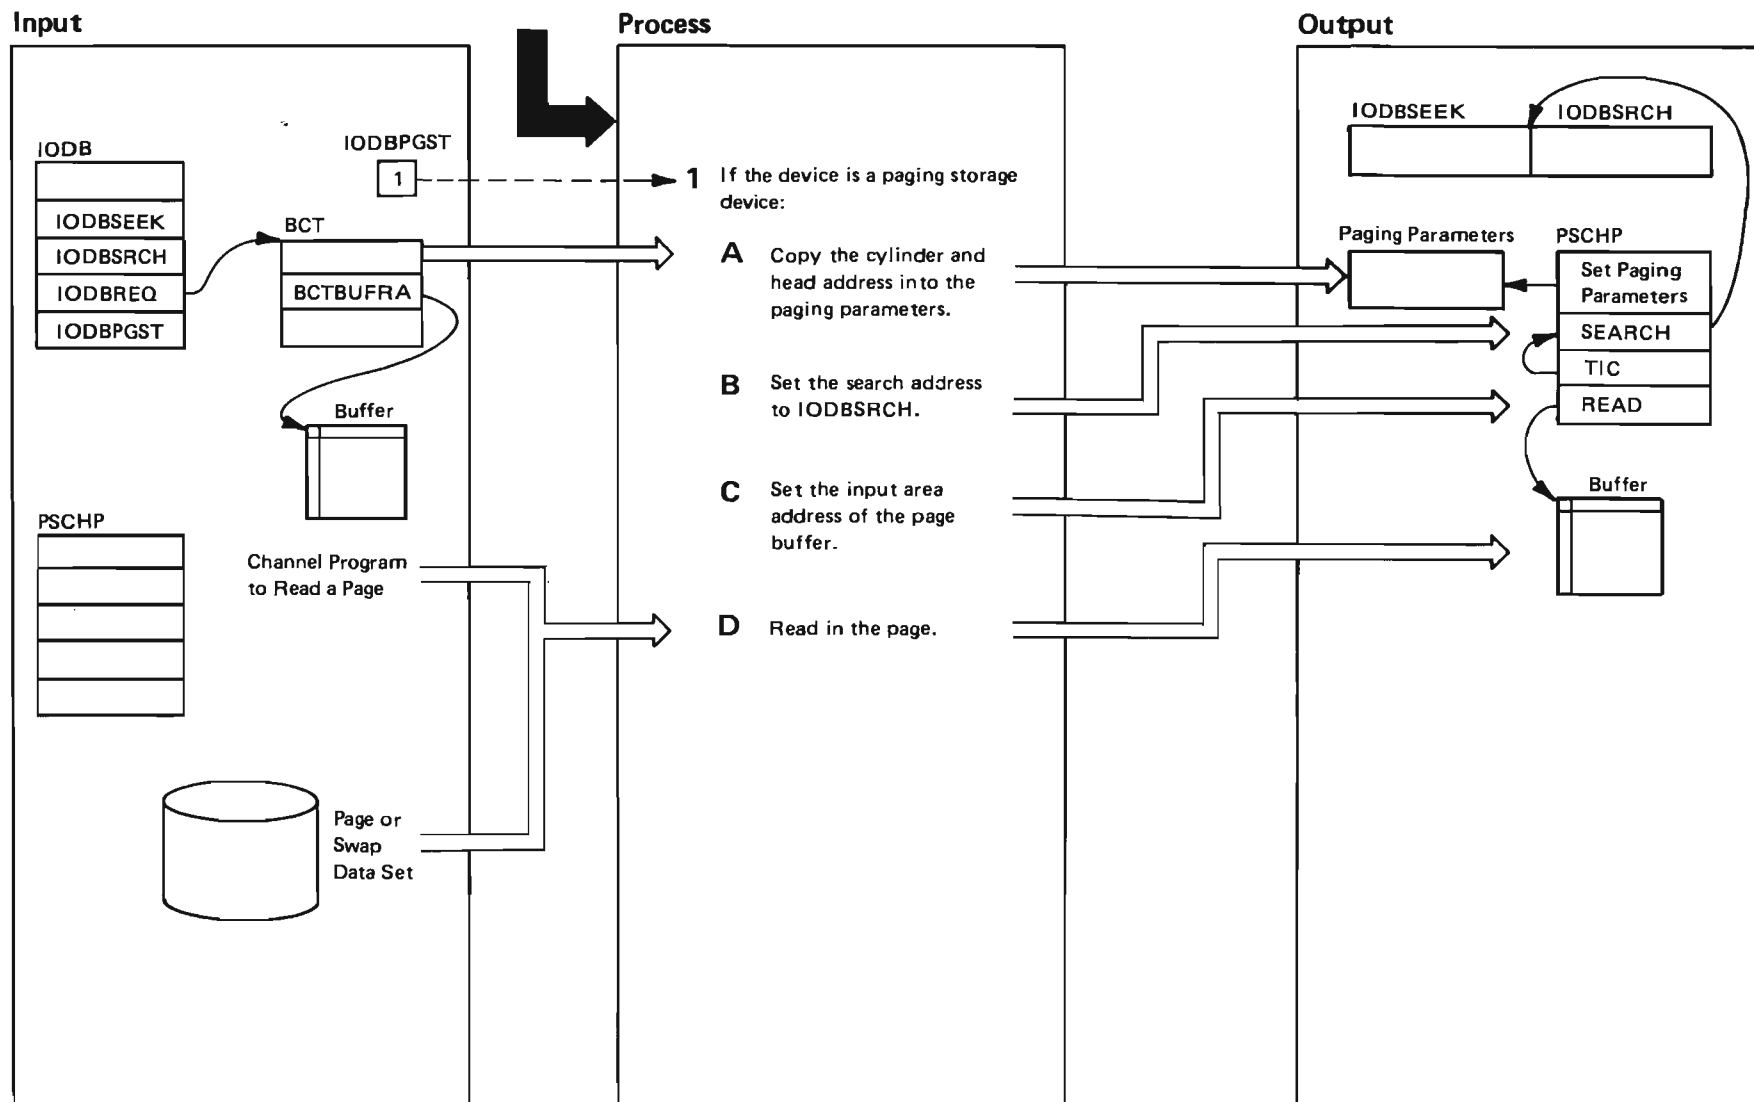 Input
Process
Output
IODB
IODBSEEK
IODBSRCH
IODBREQ
IODBPGST
IODBPGST
1
BCT
BCTBUFRA
Buffer
PSCHP
Channel Program
to Read a Page
Page or
Swap
Data Set
1 If the device is a paging storage
device:
A Copy the cylinder and
head address into the
paging parameters.
B Set the search address
to IODBSRCH.
C Set the input area
address of the page
buffer.
D Read in the page.
IODBSEEK IODBSRCH
Paging Parameters
PSCHP
Set Paging
Parameters
SEARCH
TIC
READ
Buffer